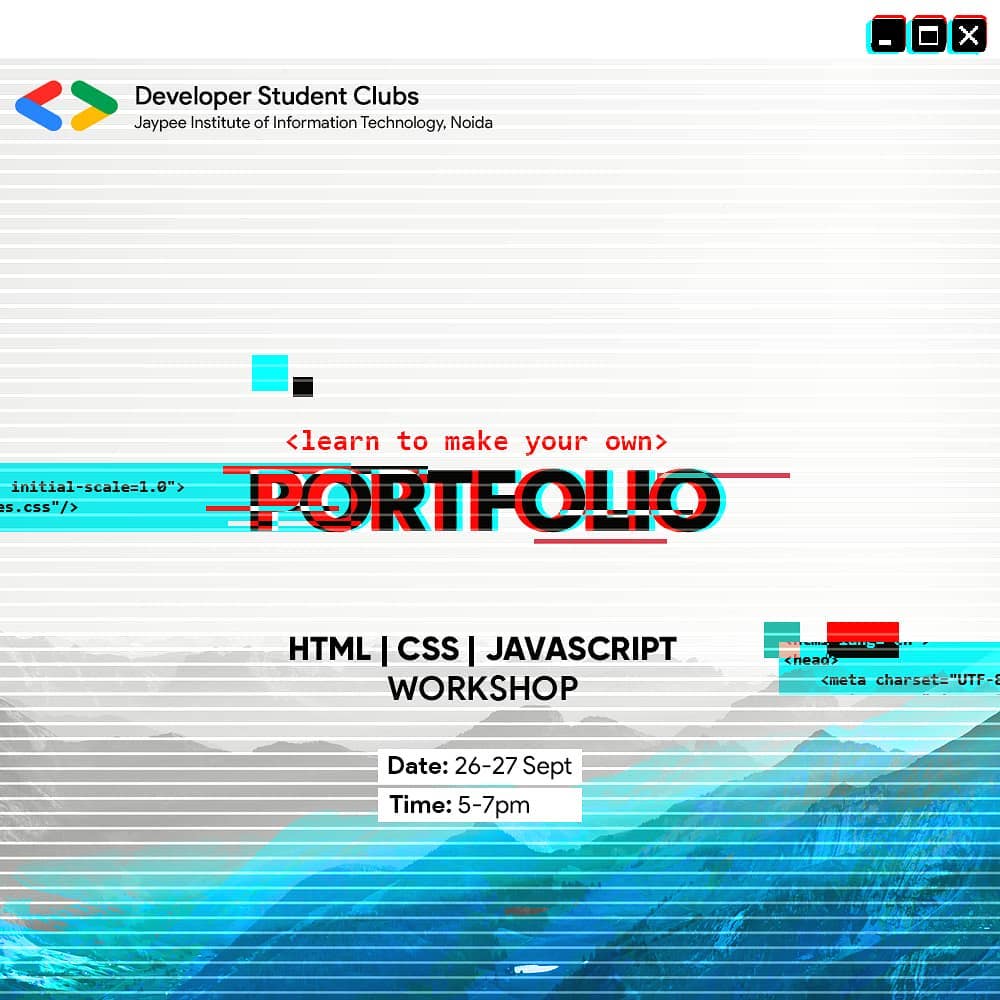 Developer Student Clubs
Jaypee Institute of Information Technology, Noida
<learn to make your own>
PORTFOLIO
initial-scale=1.0">
es.css"/>
HTML | CSS | JAVASCRIPT
WORKSHOP
<head>
<meta charset="UTF-8
Date: 26-27 Sept
Time: 5-7pm